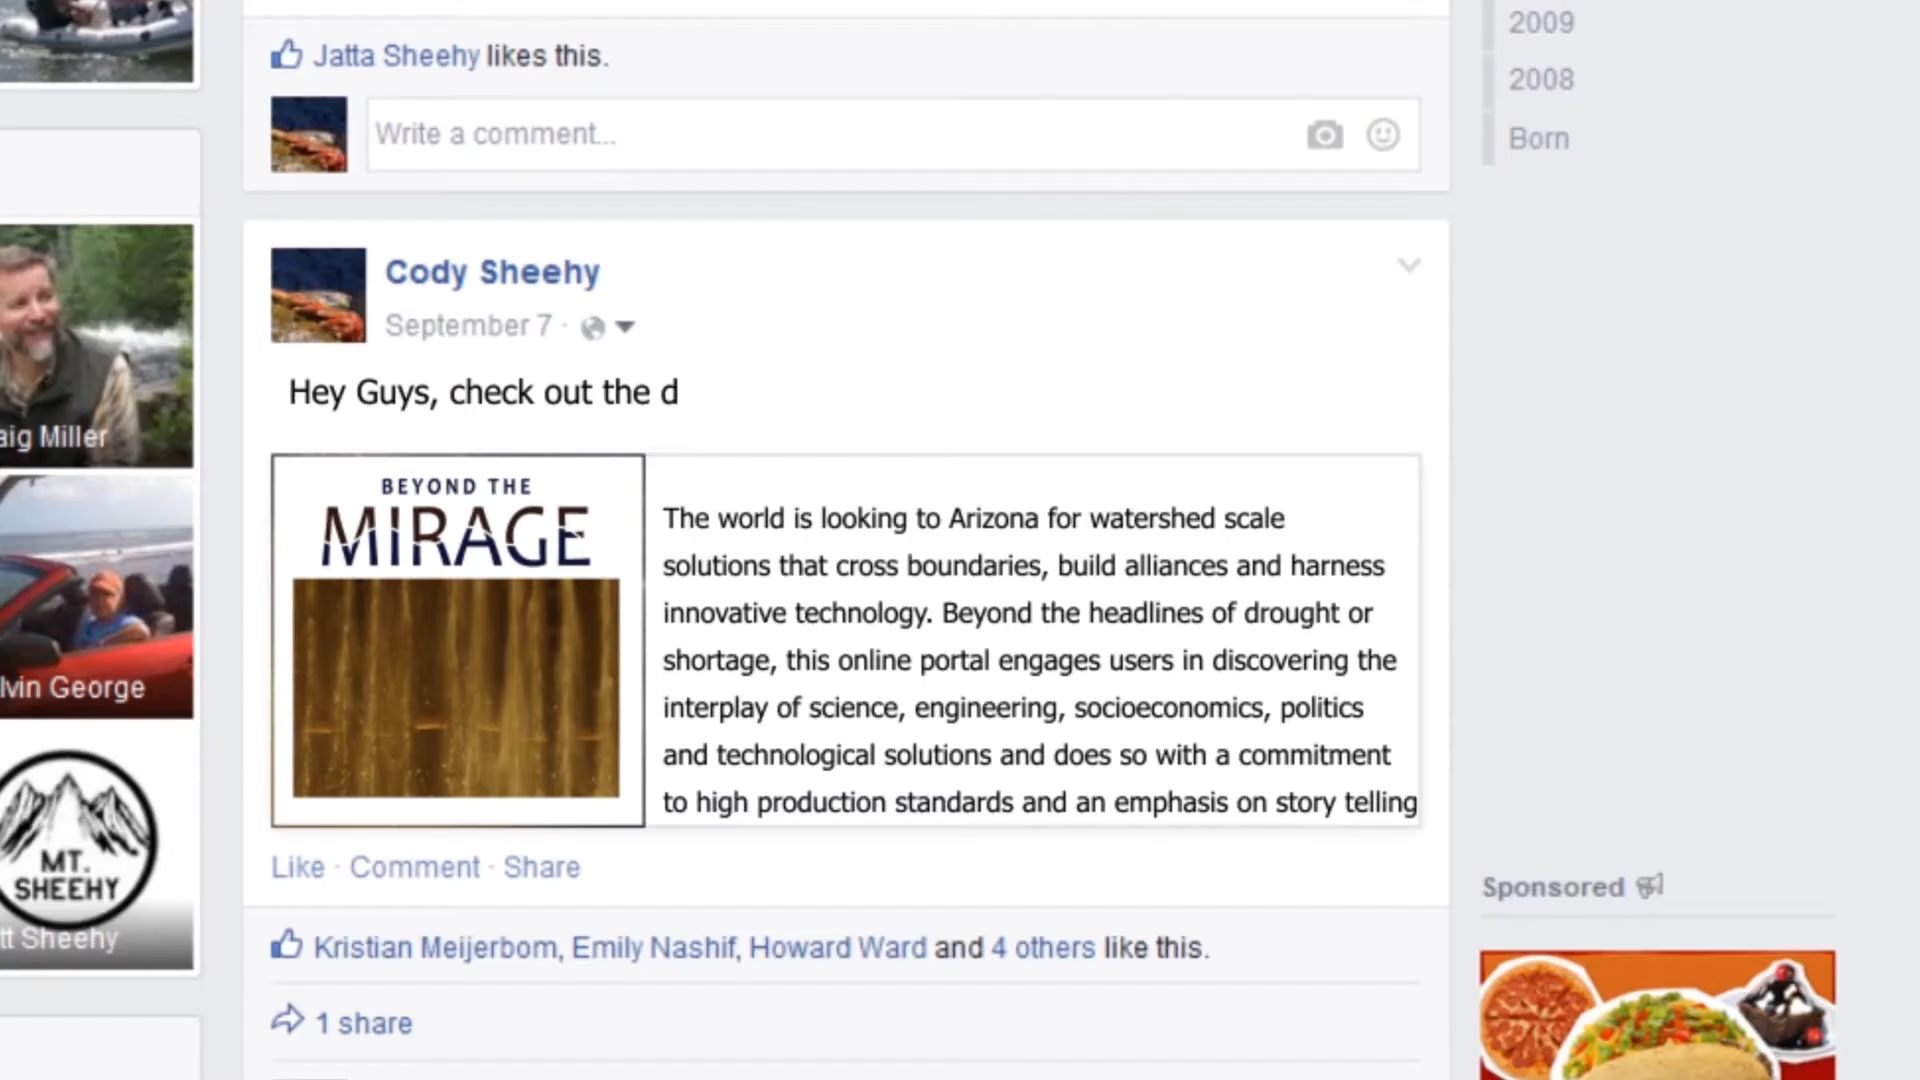 2009
2008
Born
Jatta Sheehy likes this.
Write a comment...
Cody Sheehy
September 7 ·
Hey Guys, check out the d
BEYOND THE
MIRAGE
The world is looking to Arizona for watershed scale
solutions that cross boundaries, build alliances and harness
innovative technology. Beyond the headlines of drought or
shortage, this online portal engages users in discovering the
interplay of science, engineering, socioeconomics, politics
and technological solutions and does so with a commitment
to high production standards and an emphasis on story telling
Like · Comment · Share
Kristian Meijerbom, Emily Nashif, Howard Ward and 4 others like this.
1 share
aig Miller
lvin George
MT.
SHEEHY
tt Sheehy
Sponsored